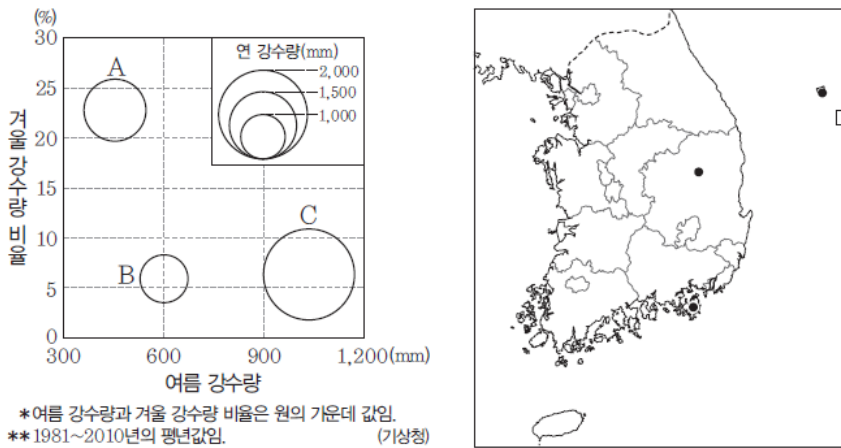 (%)
30
25
20
15
10
5
0
겨울 강수량 비율
연 강수량(mm)
2,000
1,500
1,000
A
B
C
300 600 900 1,200(mm)
여름 강수량
*여름 강수량과 겨울 강수량 비율은 원의 가운데 값임.
**1981~2010년의 평년값임. (기상청)